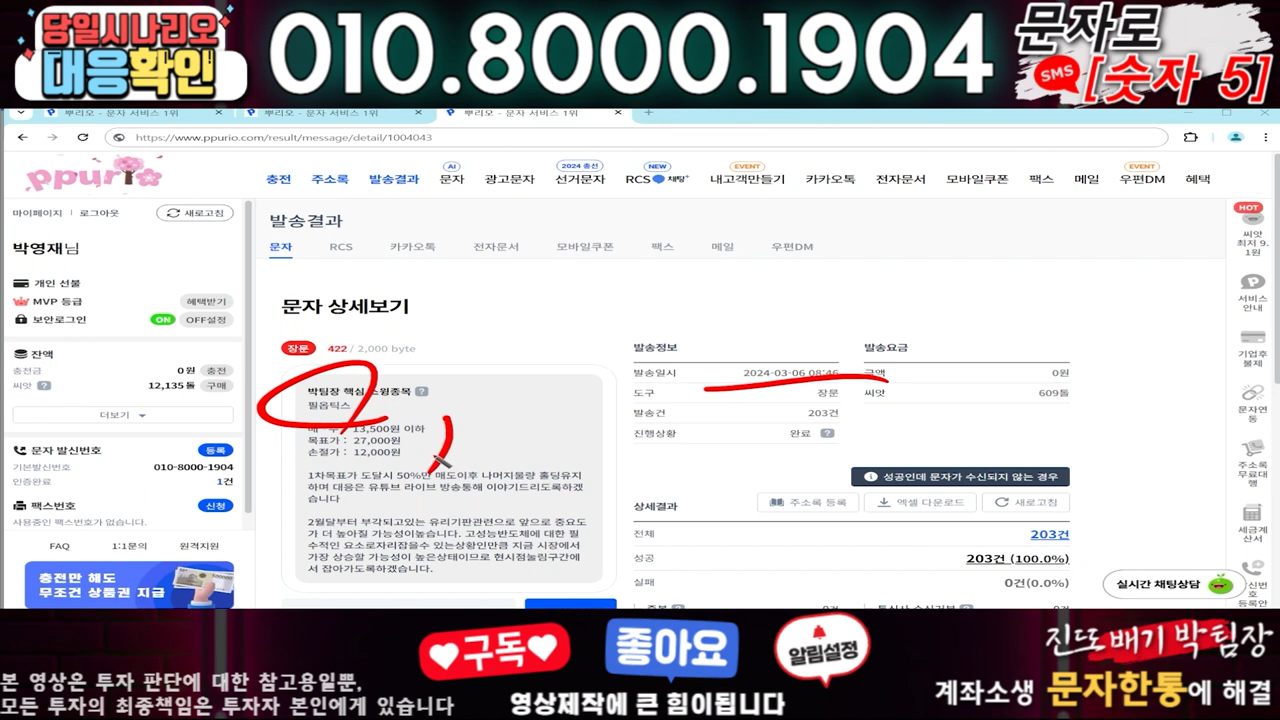 당일시나리오
대응확인
010.8000.1904
문자로
SMS
[숫자 5]
뿌리오 - 문자 서비스 1위
뿌리오 - 문자 서비스 1위
뿌리오 - 문자 서비스 1위
https://www.ppurio.com/result/message/detail/1004043
ppurio
충전
주소록
발송결과
AI
문자
광고문자
2024 총선
선거문자
NEW
RCS 채팅+
EVENT
내고객만들기
카카오톡
전자문서
모바일쿠폰
팩스
메일
EVENT
우편DM
혜택
마이페이지 | 로그아웃
새로고침
박영재님
개인 선불
MVP 등급
혜택받기
보안로그인
ON
OFF설정
잔액
충전금
0원
충전
씨앗 ?
12,135톨
구매
더보기
문자 발신번호
등록
기본발신번호
010-8000-1904
인증완료
1건
팩스번호
신청
사용중인 팩스번호가 없습니다.
FAQ
1:1문의
원격지원
충전만 해도
무조건 상품권 지급
발송결과
문자
RCS
카카오톡
전자문서
모바일쿠폰
팩스
메일
우편DM
문자 상세보기
장문
422 / 2,000 byte
박팀장 핵심
필옵틱스
13,500원 이하
목표가 : 27,000원
손절가 : 12,000원
1차목표가 도달시 50%만 매도이후 나머지물량 홀딩유지
하며 대응은 유튜브 라이브 방송통해 이야기드리도록하겠
습니다
2월달부터 부각되고있는 유리기판관련으로 앞으로 중요도
가 더 높아질 가능성이높습니다. 고성능반도체에 대한 필
수적인 요소로자리잡을수 있는상황인만큼 지금 시장에서
가장 상승할 가능성이 높은상태이므로 현시점눌림구간에
서 잡아가도록하겠습니다.
발송정보
발송일시
2024-03-06 08:46
도구
장문
발송건
203건
진행상황
완료 ?
발송요금
금액
0원
씨앗
609톨
성공인데 문자가 수신되지 않는 경우
상세결과
주소록 등록
엑셀 다운로드
새로고침
전체
203건
성공
203건 (100.0%)
실패
0건(0.0%)
실시간 채팅상담
HOT
씨앗
최저 9.
1원
서비스
안내
기업후
불제
문자연
동
주소록
무료대
행
세금계
산서
발신번
호
등록안
구독
좋아요
알림설정
영상제작에 큰 힘이됩니다
본 영상은 투자 판단에 대한 참고용일뿐,
모든 투자의 최종책임은 투자자 본인에게 있습니다
진또배기 박팀장
계좌소생 문자한통에 해결